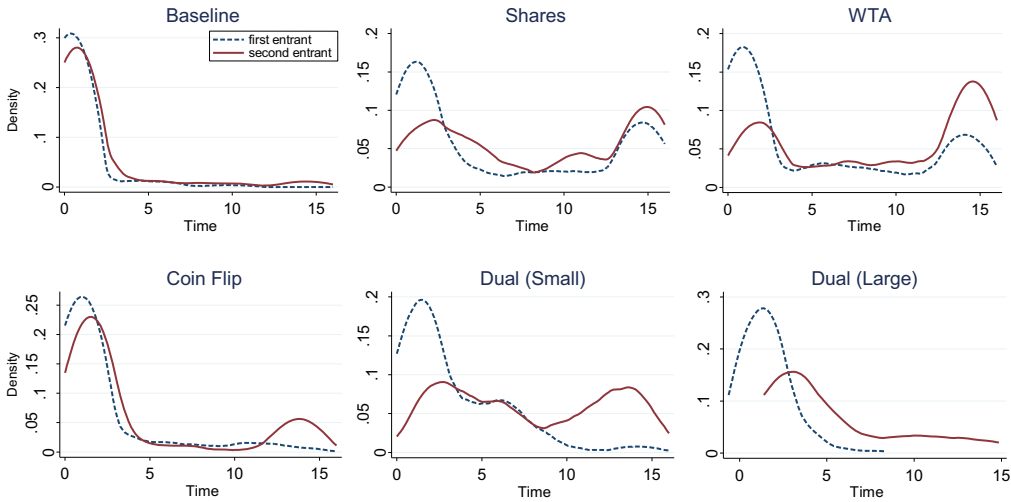 Baseline
Shares
WTA
first entrant
second entrant
Density
.3
.2
.1
0
0 5 10 15
Time
.2
.15
.1
.05
0
0 5 10 15
Time
.2
.15
.1
.05
0
0 5 10 15
Time
Coin Flip
Dual (Small)
Dual (Large)
Density
.25
.2
.15
.1
.05
0
0 5 10 15
Time
.2
.15
.1
.05
0
0 5 10 15
Time
.3
.2
.1
0
0 5 10 15
Time